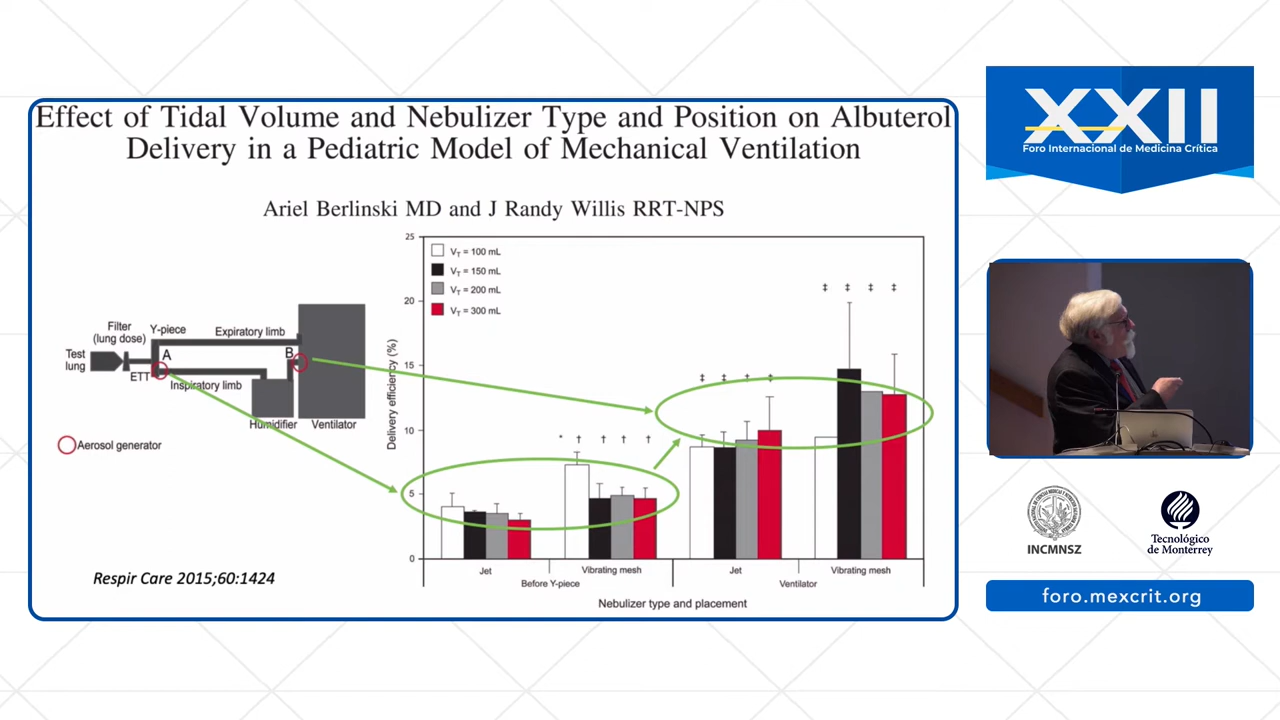 Effect of Tidal Volume and Nebulizer Type and Position on Albuterol
Delivery in a Pediatric Model of Mechanical Ventilation
Ariel Berlinski MD and J Randy Willis RRT-NPS
Filter
(lung dose)
Y-piece
Expiratory limb
Test
lung
A
B
ETT
Inspiratory limb
Humidifier
Ventilator
Aerosol generator
Respir Care 2015;60:1424
25
20
15
10
5
0
Delivery efficiency (%)
VT = 100 mL
VT = 150 mL
VT = 200 mL
VT = 300 mL
* † † †
‡ ‡ ‡ ‡
‡ ‡ ‡ ‡
Jet
Vibrating mesh
Jet
Vibrating mesh
Before Y-piece
Ventilator
Nebulizer type and placement
XXII
Foro Internacional de Medicina Crítica
INCMNSZ
Tecnológico
de Monterrey
foro.mexcrit.org